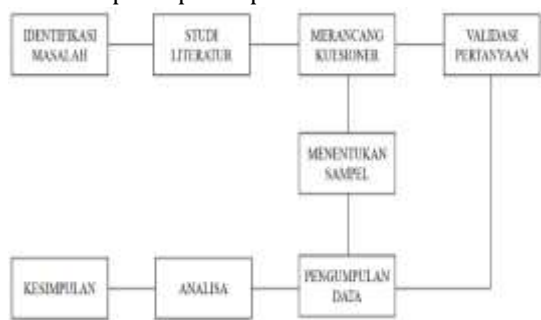 IDENTIFIKASI
MASALAH
STUDI
LITERATUR
MERANCANG
KUESIONER
VALIDASI
PERTANYAAN
MENENTUKAN
SAMPEL
KESIMPULAN
ANALISA
PENGUMPULAN
DATA